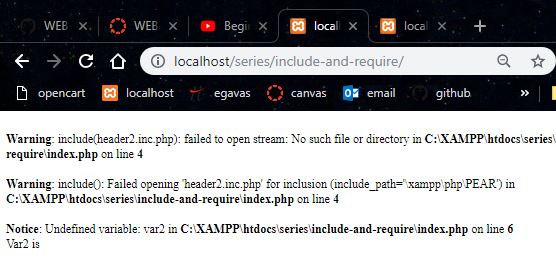 WEB
WEB
Begi
locali
local
localhost/series/include-and-require/
opencart localhost egavas canvas email github »
Warning: include(header2.inc.php): failed to open stream: No such file or directory in C:\XAMPP\htdocs\series\
require\index.php on line 4
Warning: include(): Failed opening 'header2.inc.php' for inclusion (include_path='\xampp\php\PEAR') in
C:\XAMPP\htdocs\series\include-and-require\index.php on line 4
Notice: Undefined variable: var2 in C:\XAMPP\htdocs\series\include-and-require\index.php on line 6
Var2 is